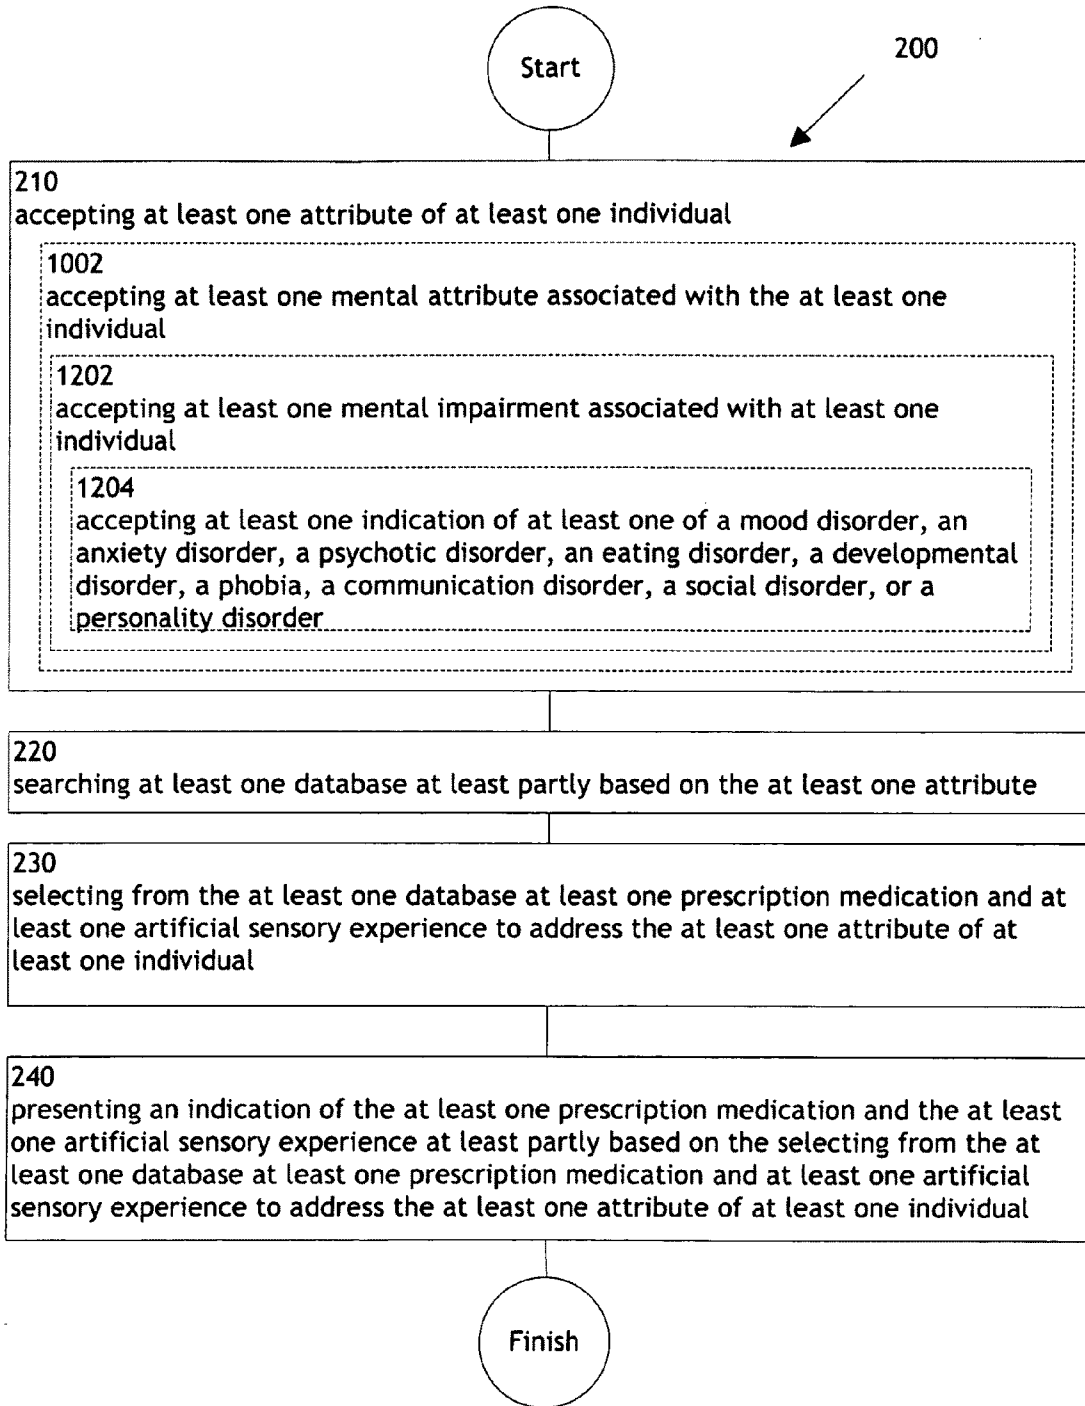 Start
200
210
accepting at least one attribute of at least one individual
1002
accepting at least one mental attribute associated with the at least one
individual
1202
accepting at least one mental impairment associated with at least one
individual
1204
accepting at least one indication of at least one of a mood disorder, an
anxiety disorder, a psychotic disorder, an eating disorder, a developmental
disorder, a phobia, a communication disorder, a social disorder, or a
personality disorder
220
searching at least one database at least partly based on the at least one attribute
230
selecting from the at least one database at least one prescription medication and at
least one artificial sensory experience to address the at least one attribute of at
least one individual
240
presenting an indication of the at least one prescription medication and the at least
one artificial sensory experience at least partly based on the selecting from the at
least one database at least one prescription medication and at least one artificial
sensory experience to address the at least one attribute of at least one individual
Finish